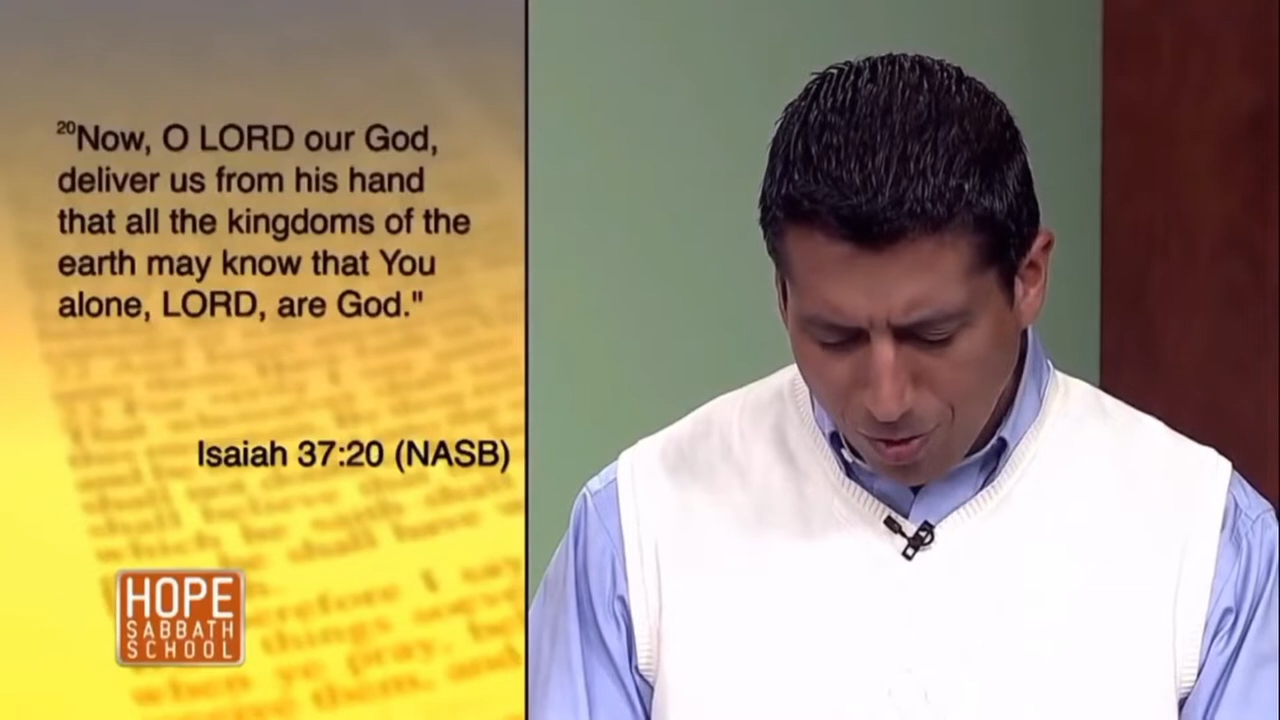 20Now, O LORD our God,
deliver us from his hand
that all the kingdoms of the
earth may know that You
alone, LORD, are God."
Isaiah 37:20 (NASB)
HOPE
SABBATH
SCHOOL